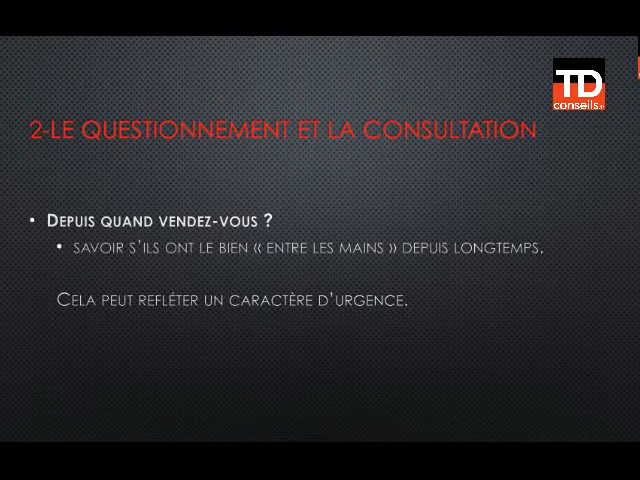 TD
conseils.fr
2-LE QUESTIONNEMENT ET LA CONSULTATION
• DEPUIS QUAND VENDEZ-VOUS ?
• SAVOIR S'ILS ONT LE BIEN « ENTRE LES MAINS » DEPUIS LONGTEMPS.
CELA PEUT REFLÉTER UN CARACTÈRE D'URGENCE.